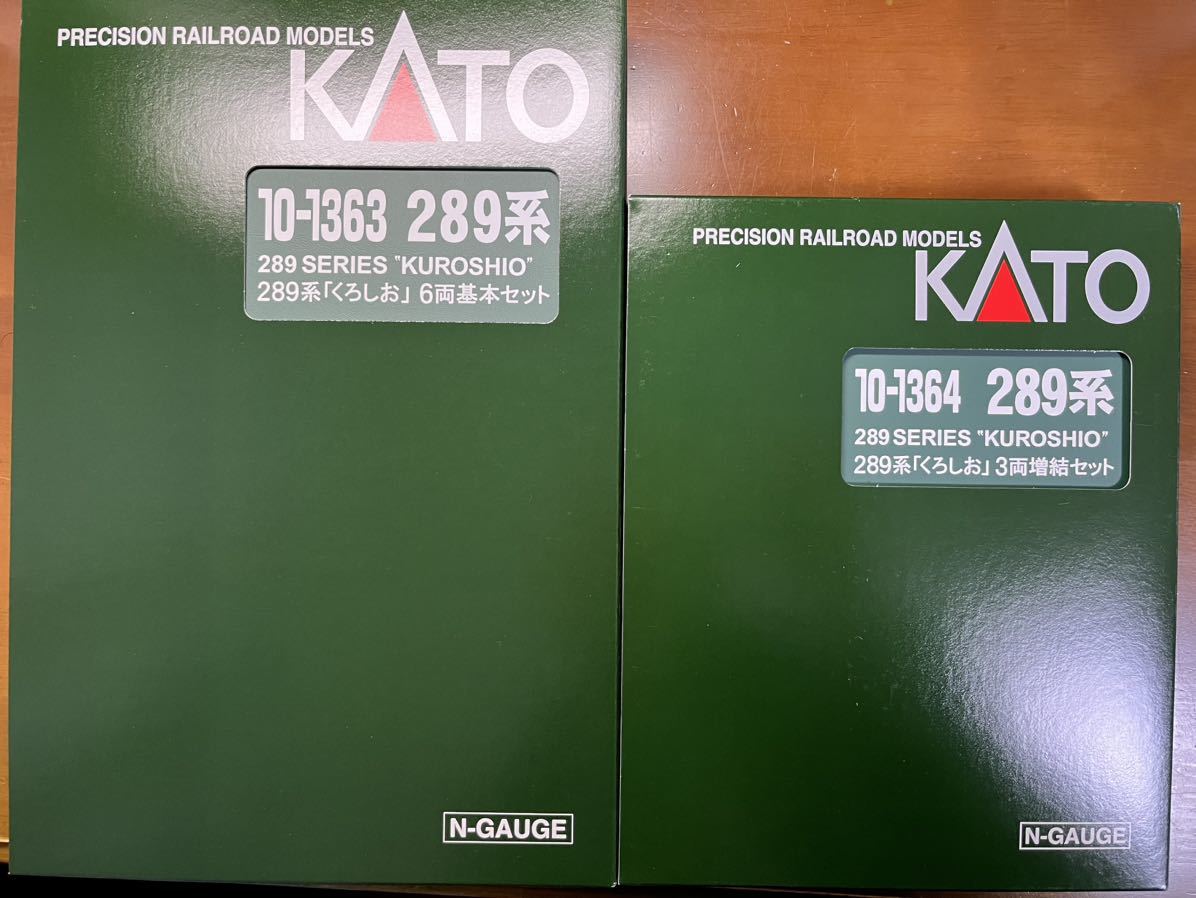 PRECISION RAILROAD MODELS
KATO
10-1363 289系
289 SERIES "KUROSHIO"
289系「くろしお」 6両基本セット
N-GAUGE
PRECISION RAILROAD MODELS
KATO
10-1364 289系
289 SERIES "KUROSHIO"
289系「くろしお」 3両増結セット
N-GAUGE